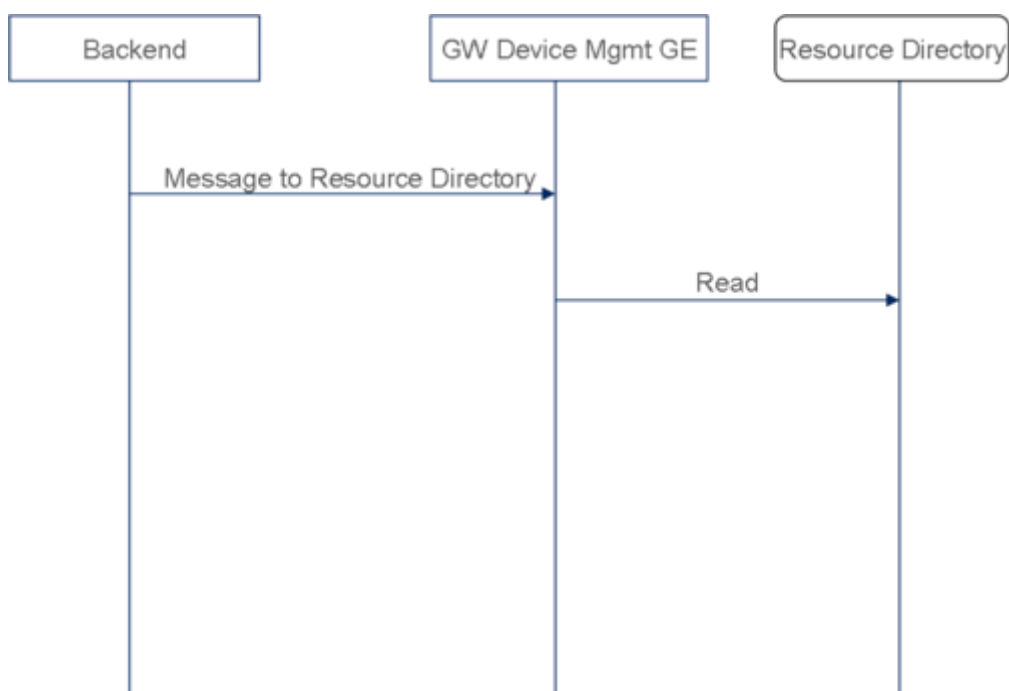 Backend
GW Device Mgmt GE
Resource Directory
Message to Resource Directory
Read